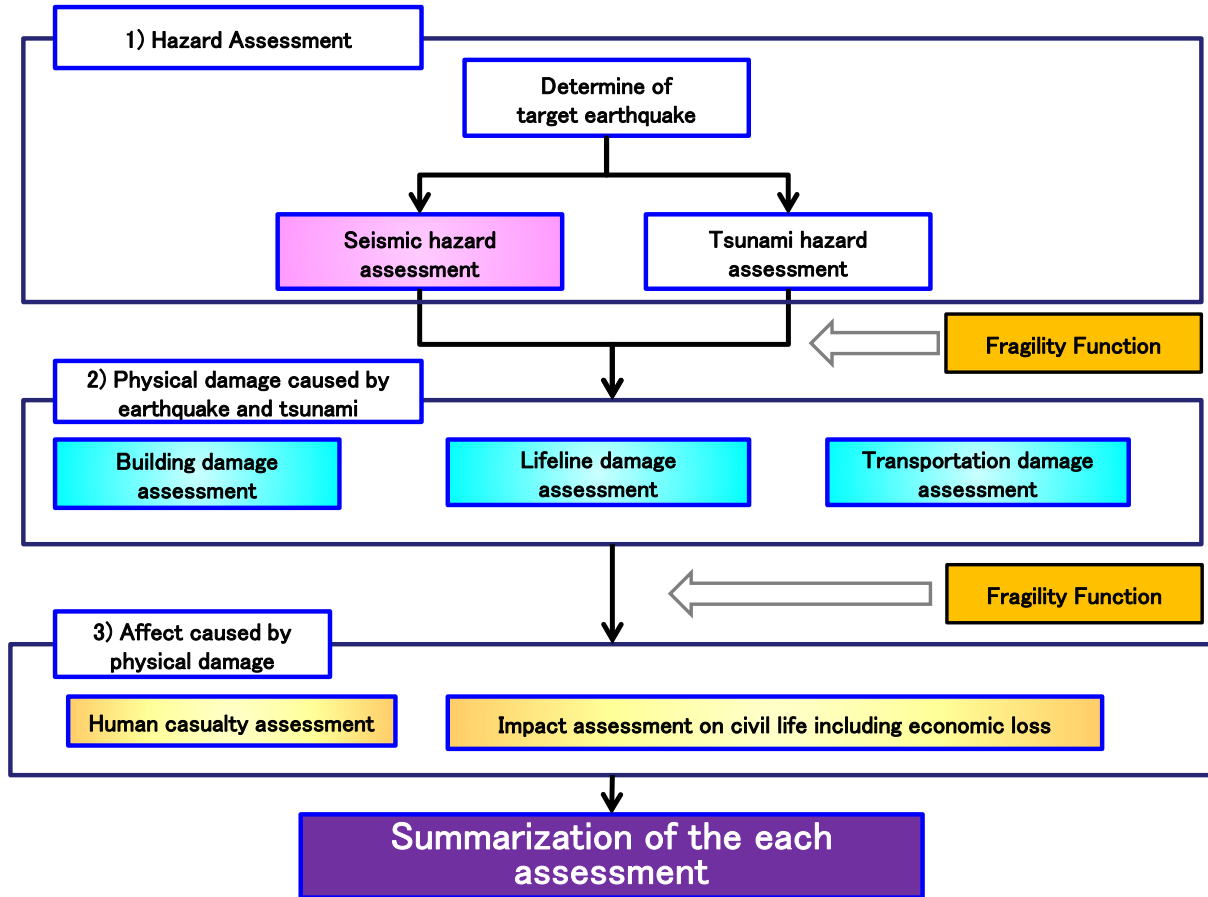 1) Hazard Assessment
Determine of
target earthquake
Seismic hazard
assessment
Tsunami hazard
assessment
Fragility Function
2) Physical damage caused by
earthquake and tsunami
Building damage
assessment
Lifeline damage
assessment
Transportation damage
assessment
Fragility Function
3) Affect caused by
physical damage
Human casualty assessment
Impact assessment on civil life including economic loss
Summarization of the each
assessment